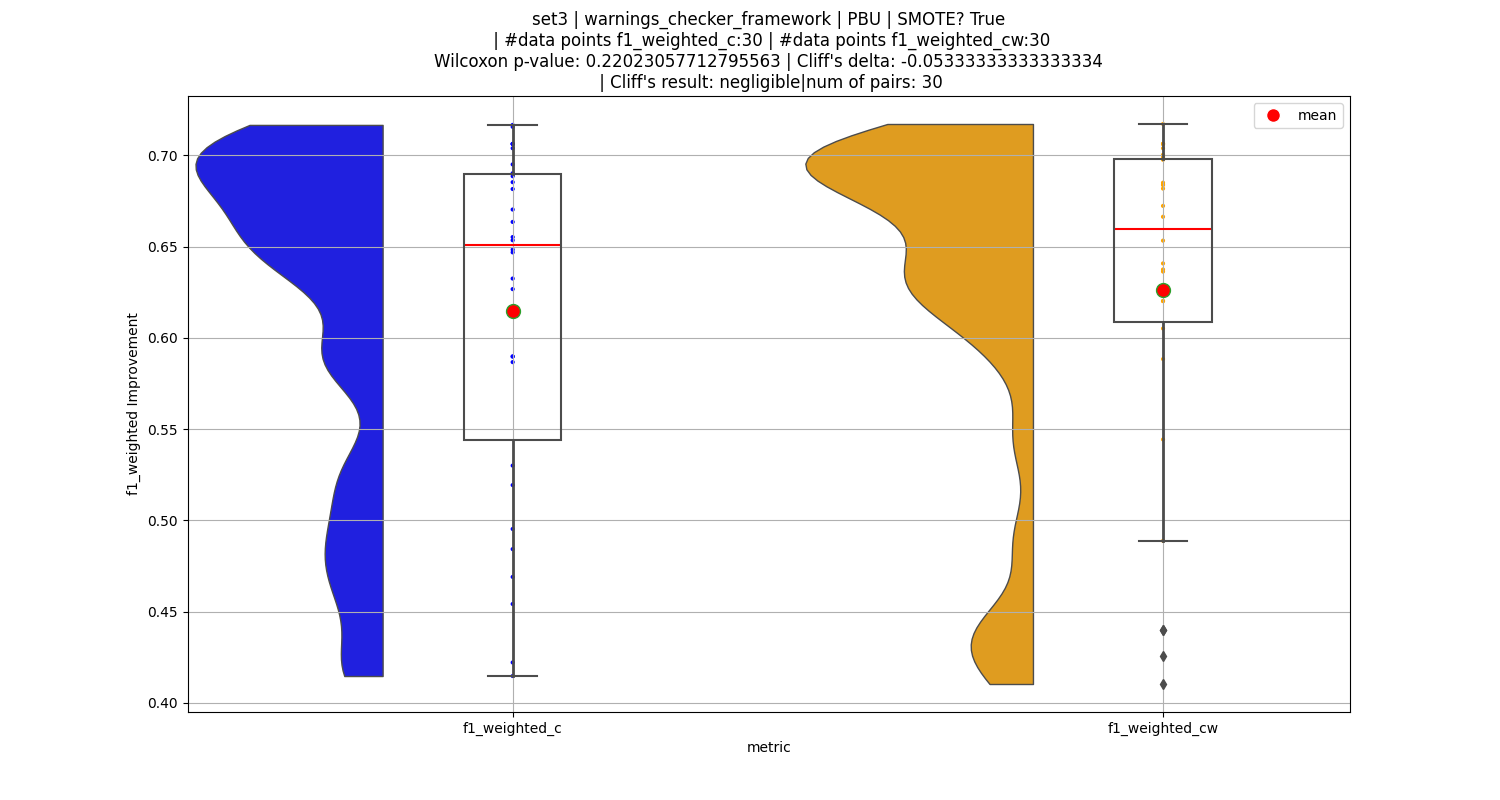 set3 | warnings_checker_framework | PBU | SMOTE? True
| #data points f1_weighted_c:30 | #data points f1_weighted_cw:30
Wilcoxon p-value: 0.22023057712795563 | Cliff's delta: -0.05333333333333334
| Cliff's result: negligible|num of pairs: 30
mean
f1_weighted Improvement
0.70
0.65
0.60
0.55
0.50
0.45
0.40
f1_weighted_c
f1_weighted_cw
metric